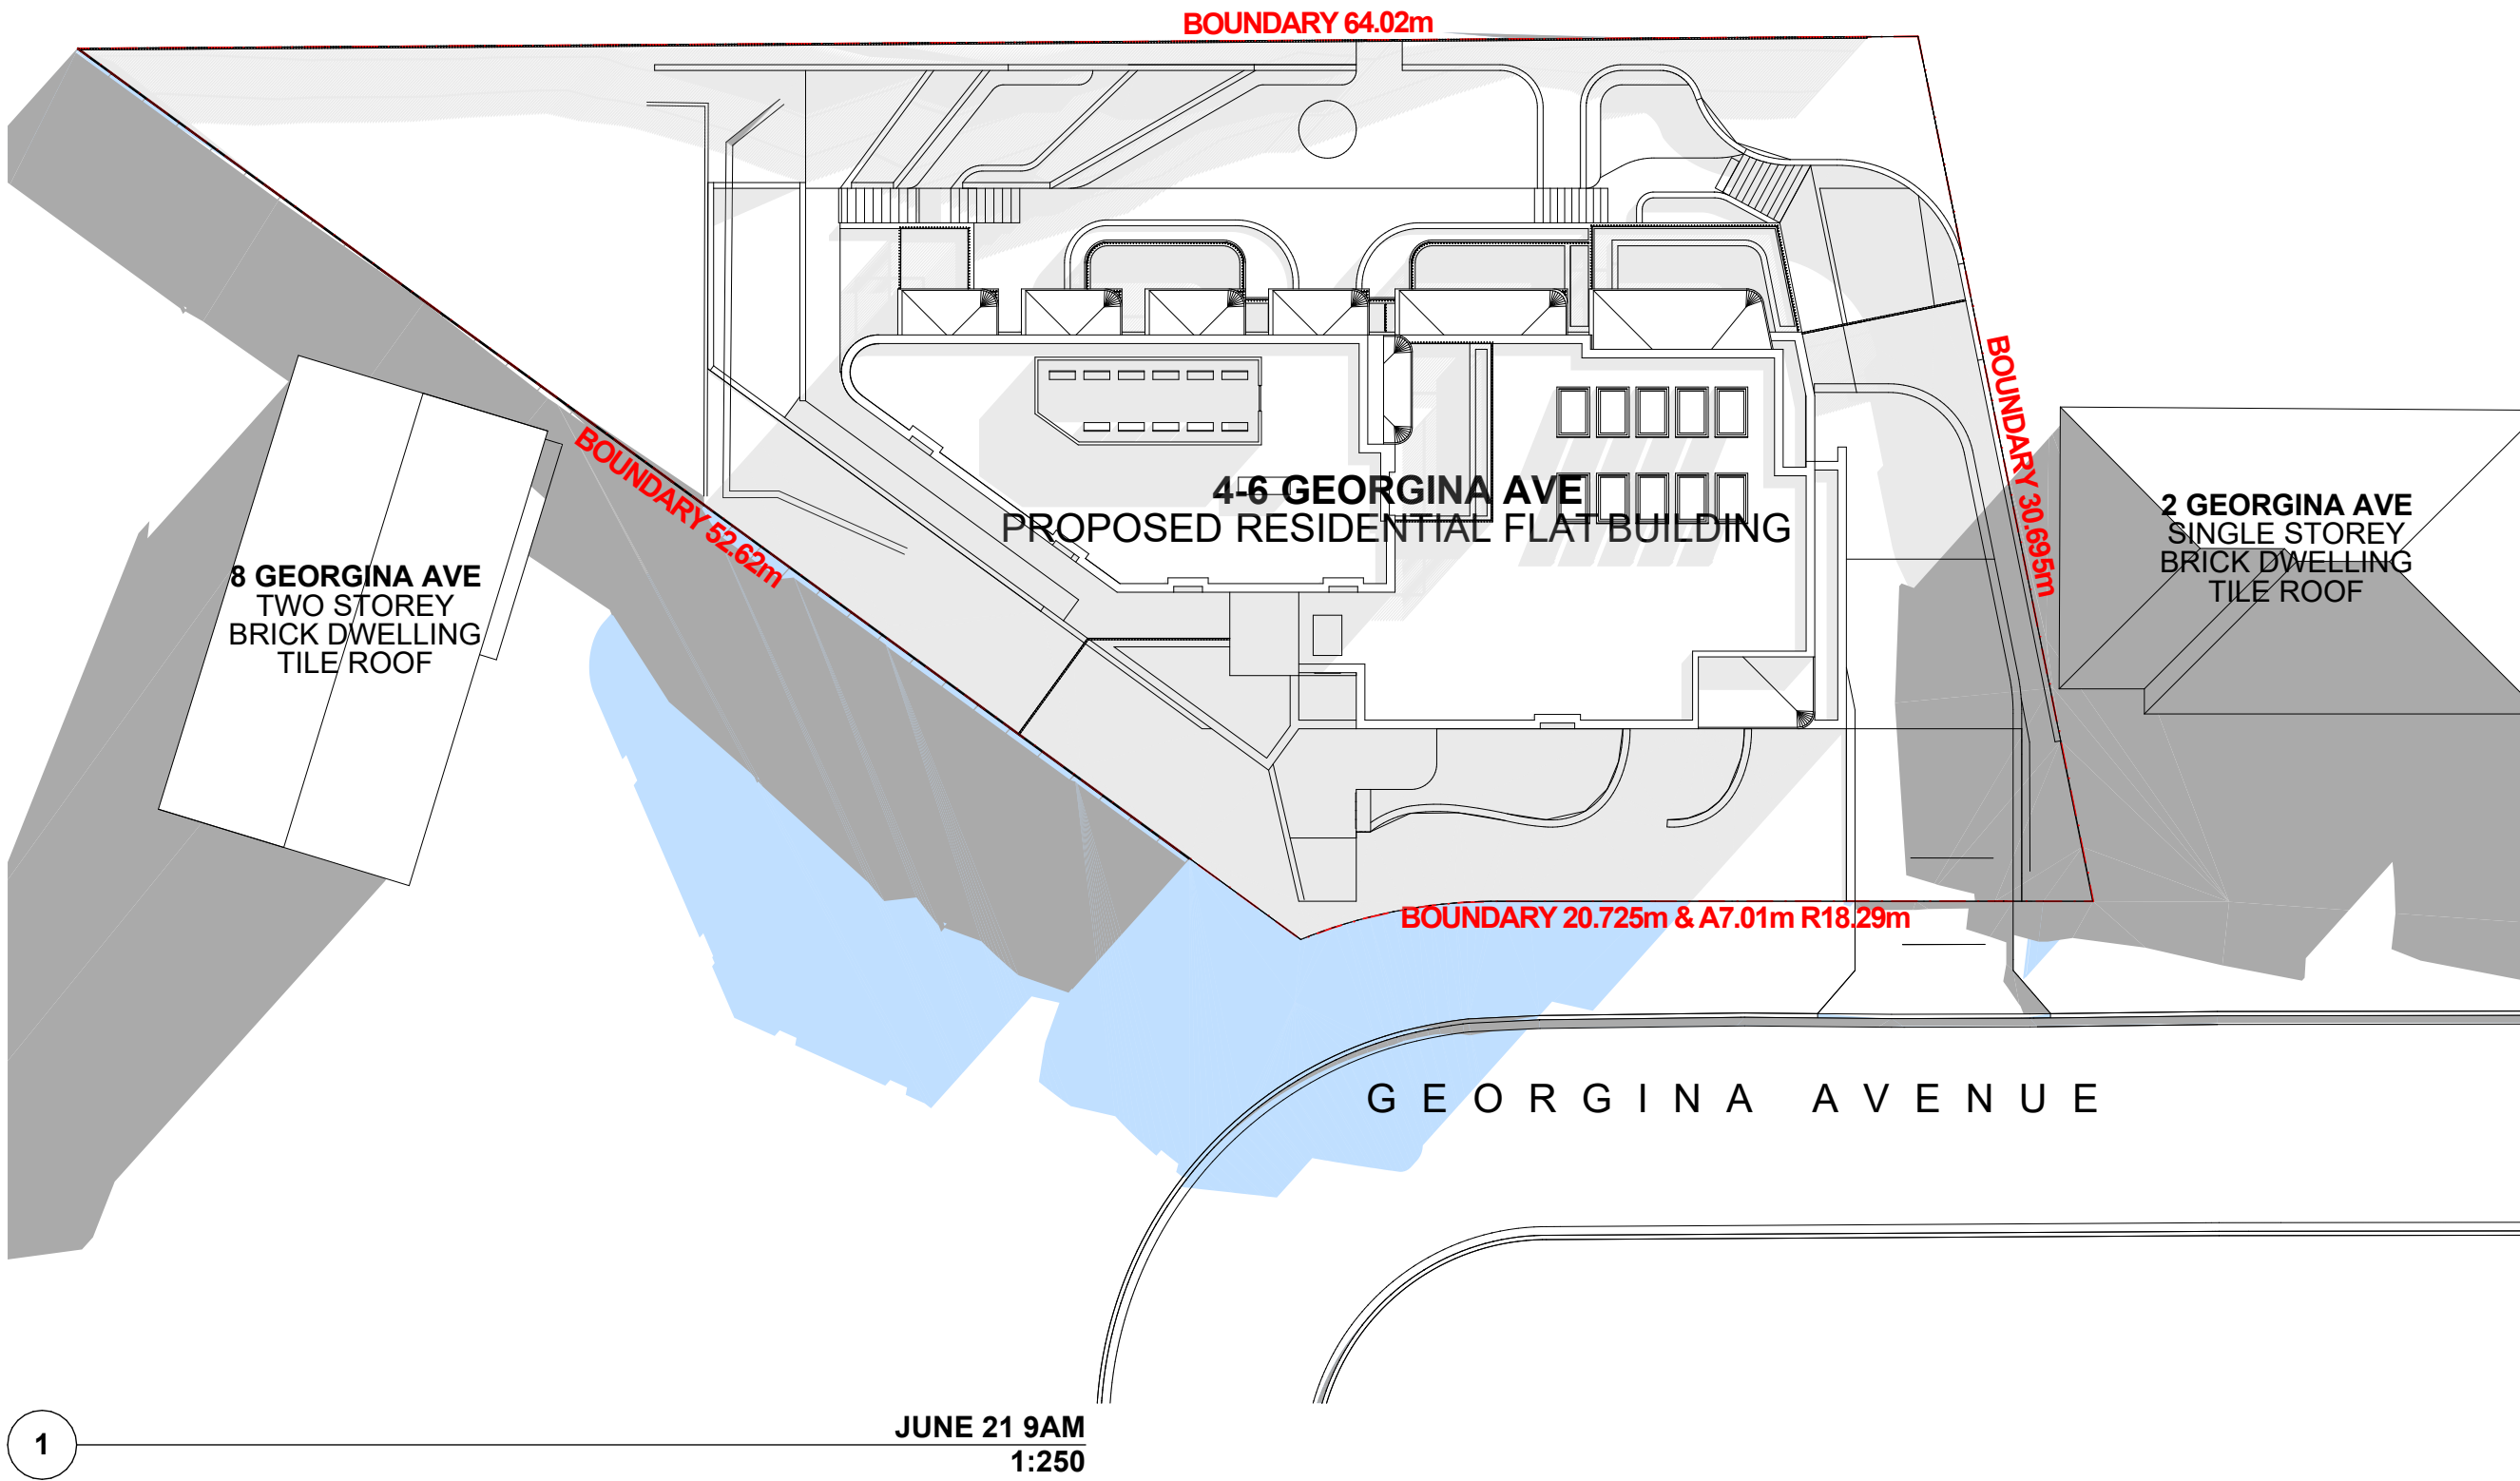 BOUNDARY 64.02m
BOUNDARY 30.695m
BOUNDARY 52.62m
4-6 GEORGINA AVE
PROPOSED RESIDENTIAL FLAT BUILDING
2 GEORGINA AVE
SINGLE STOREY
BRICK DWELLING
TILE ROOF
8 GEORGINA AVE
TWO STOREY
BRICK DWELLING
TILE ROOF
BOUNDARY 20.725m & A7.01m R18.29m
GEORGINA AVENUE
1
JUNE 21 9AM
1:250